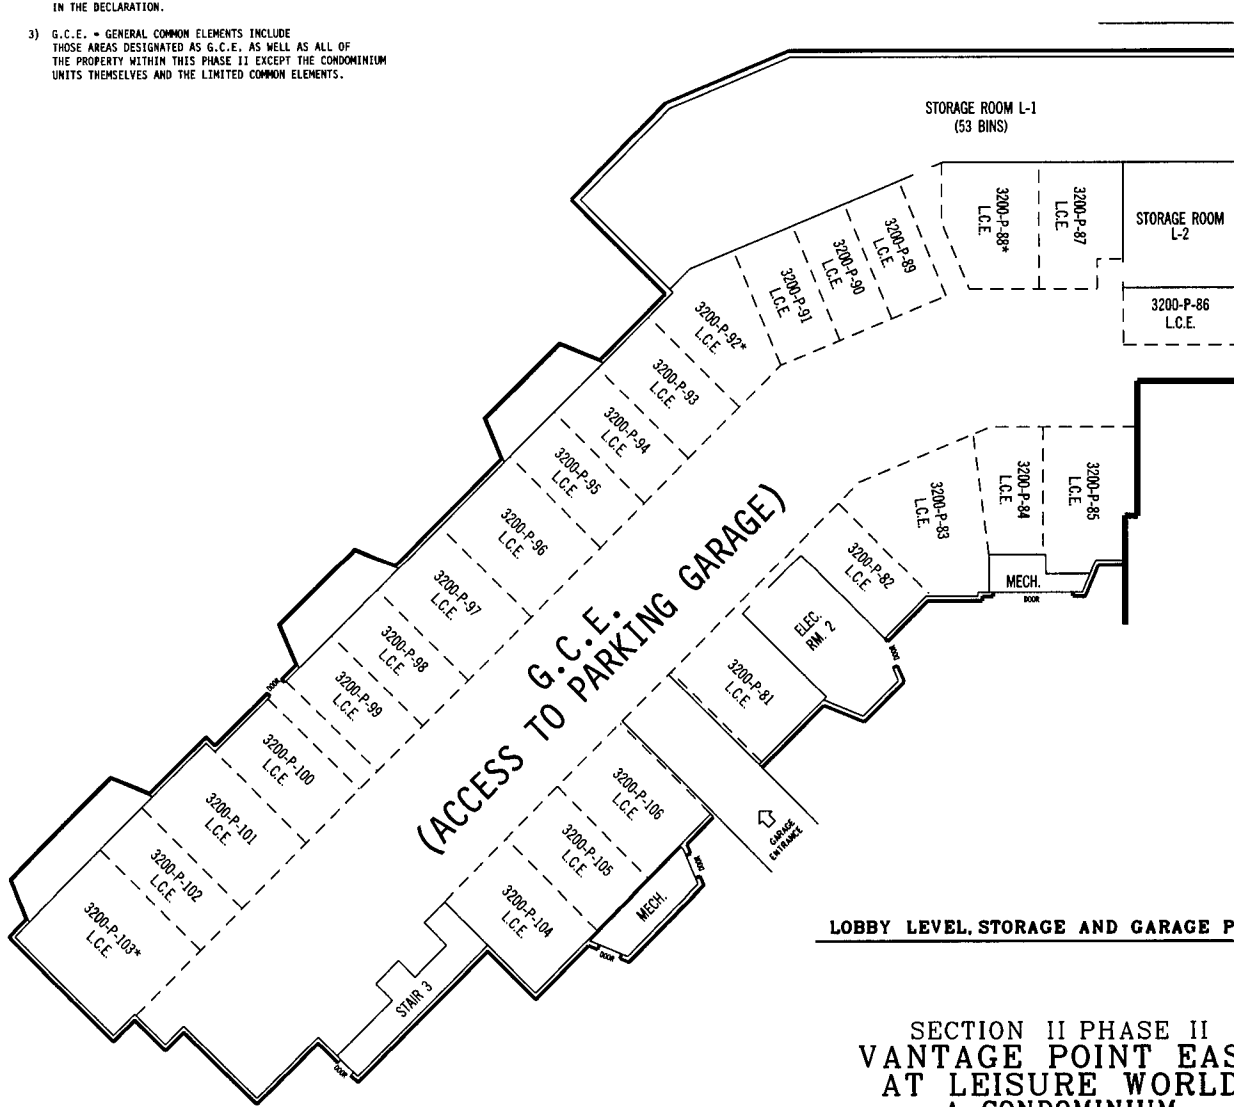 IN THE DECLARATION.
3) G.C.E. = GENERAL COMMON ELEMENTS INCLUDE
THOSE AREAS DESIGNATED AS G.C.E. AS WELL AS ALL OF
THE PROPERTY WITHIN THIS PHASE II EXCEPT THE CONDOMINIUM
UNITS THEMSELVES AND THE LIMITED COMMON ELEMENTS.
STORAGE ROOM L-1
(53 BINS)
STORAGE ROOM
L-2
3200-P-86
L.C.E.
3200-P-87
L.C.E.
3200-P-88*
L.C.E.
3200-P-89
L.C.E.
3200-P-90
L.C.E.
3200-P-91
L.C.E.
3200-P-92*
L.C.E.
3200-P-93
L.C.E.
3200-P-94
L.C.E.
3200-P-95
L.C.E.
3200-P-96
L.C.E.
3200-P-97
L.C.E.
3200-P-98
L.C.E.
3200-P-99
L.C.E.
DOOR
3200-P-100
L.C.E.
3200-P-101
L.C.E.
3200-P-102
L.C.E.
3200-P-103*
L.C.E.
G.C.E.
(ACCESS TO PARKING GARAGE)
3200-P-85
L.C.E.
3200-P-84
L.C.E.
3200-P-83
L.C.E.
3200-P-82
L.C.E.
MECH.
DOOR
ELEC.
RM. 2
DOOR
3200-P-81
L.C.E.
GARAGE
ENTRANCE
3200-P-106
L.C.E.
3200-P-105
L.C.E.
3200-P-104
L.C.E.
DOOR
MECH.
DOOR
STAIR 3
DOOR
LOBBY LEVEL, STORAGE AND GARAGE P
SECTION II PHASE II
VANTAGE POINT EAS
AT LEISURE WORLD
A CONDOMINIUM